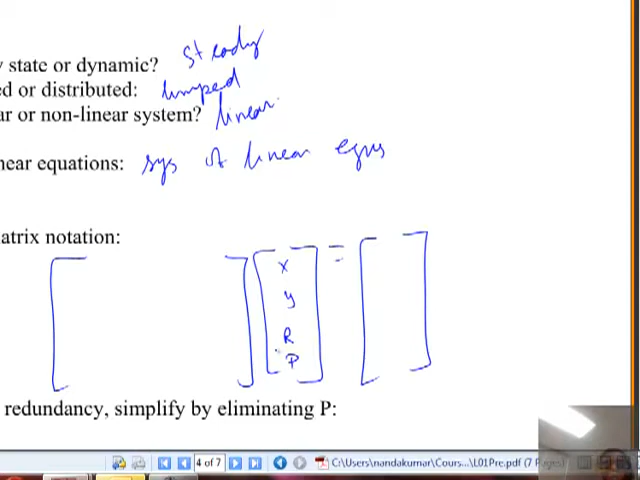 y state or dynamic? steady
ed or distributed: lumped
ar or non-linear system? linear
near equations: sys of linear eqns
atrix notation:
x
y
R
P
=
redundancy, simplify by eliminating P:
4 of 7 C:\Users\nandakumar\Cours...\L01Pre.pdf (7 Pages)